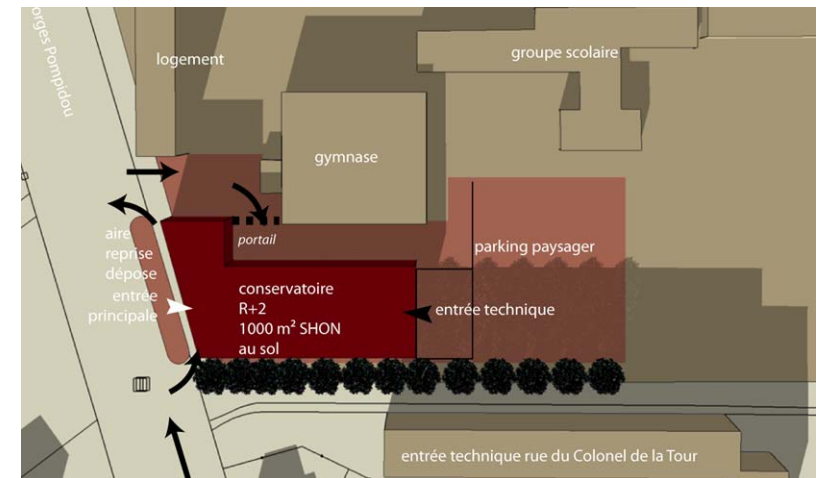 orges Pompidou
logement
groupe scolaire
gymnase
portail
parking paysager
aire
reprise
dépose
entrée
principale
conservatoire
R+2
1000 m² SHON
au sol
entrée technique
entrée technique rue du Colonel de la Tour